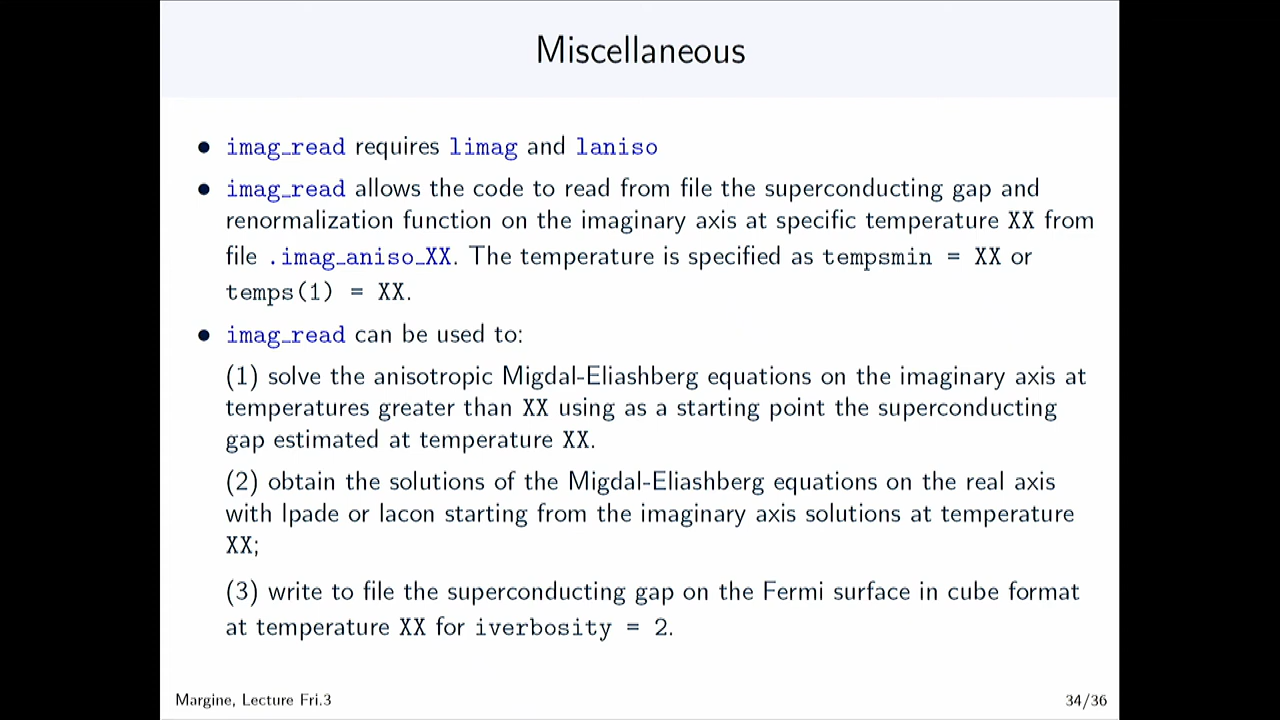 Miscellaneous
• imag_read requires limag and laniso
• imag_read allows the code to read from file the superconducting gap and
renormalization function on the imaginary axis at specific temperature XX from
file .imag_aniso_XX. The temperature is specified as tempsmin = XX or
temps(1) = XX.
• imag_read can be used to:
(1) solve the anisotropic Migdal-Eliashberg equations on the imaginary axis at
temperatures greater than XX using as a starting point the superconducting
gap estimated at temperature XX.
(2) obtain the solutions of the Migdal-Eliashberg equations on the real axis
with lpade or lacon starting from the imaginary axis solutions at temperature
XX;
(3) write to file the superconducting gap on the Fermi surface in cube format
at temperature XX for iverbosity = 2.
Margine, Lecture Fri.3
34/36